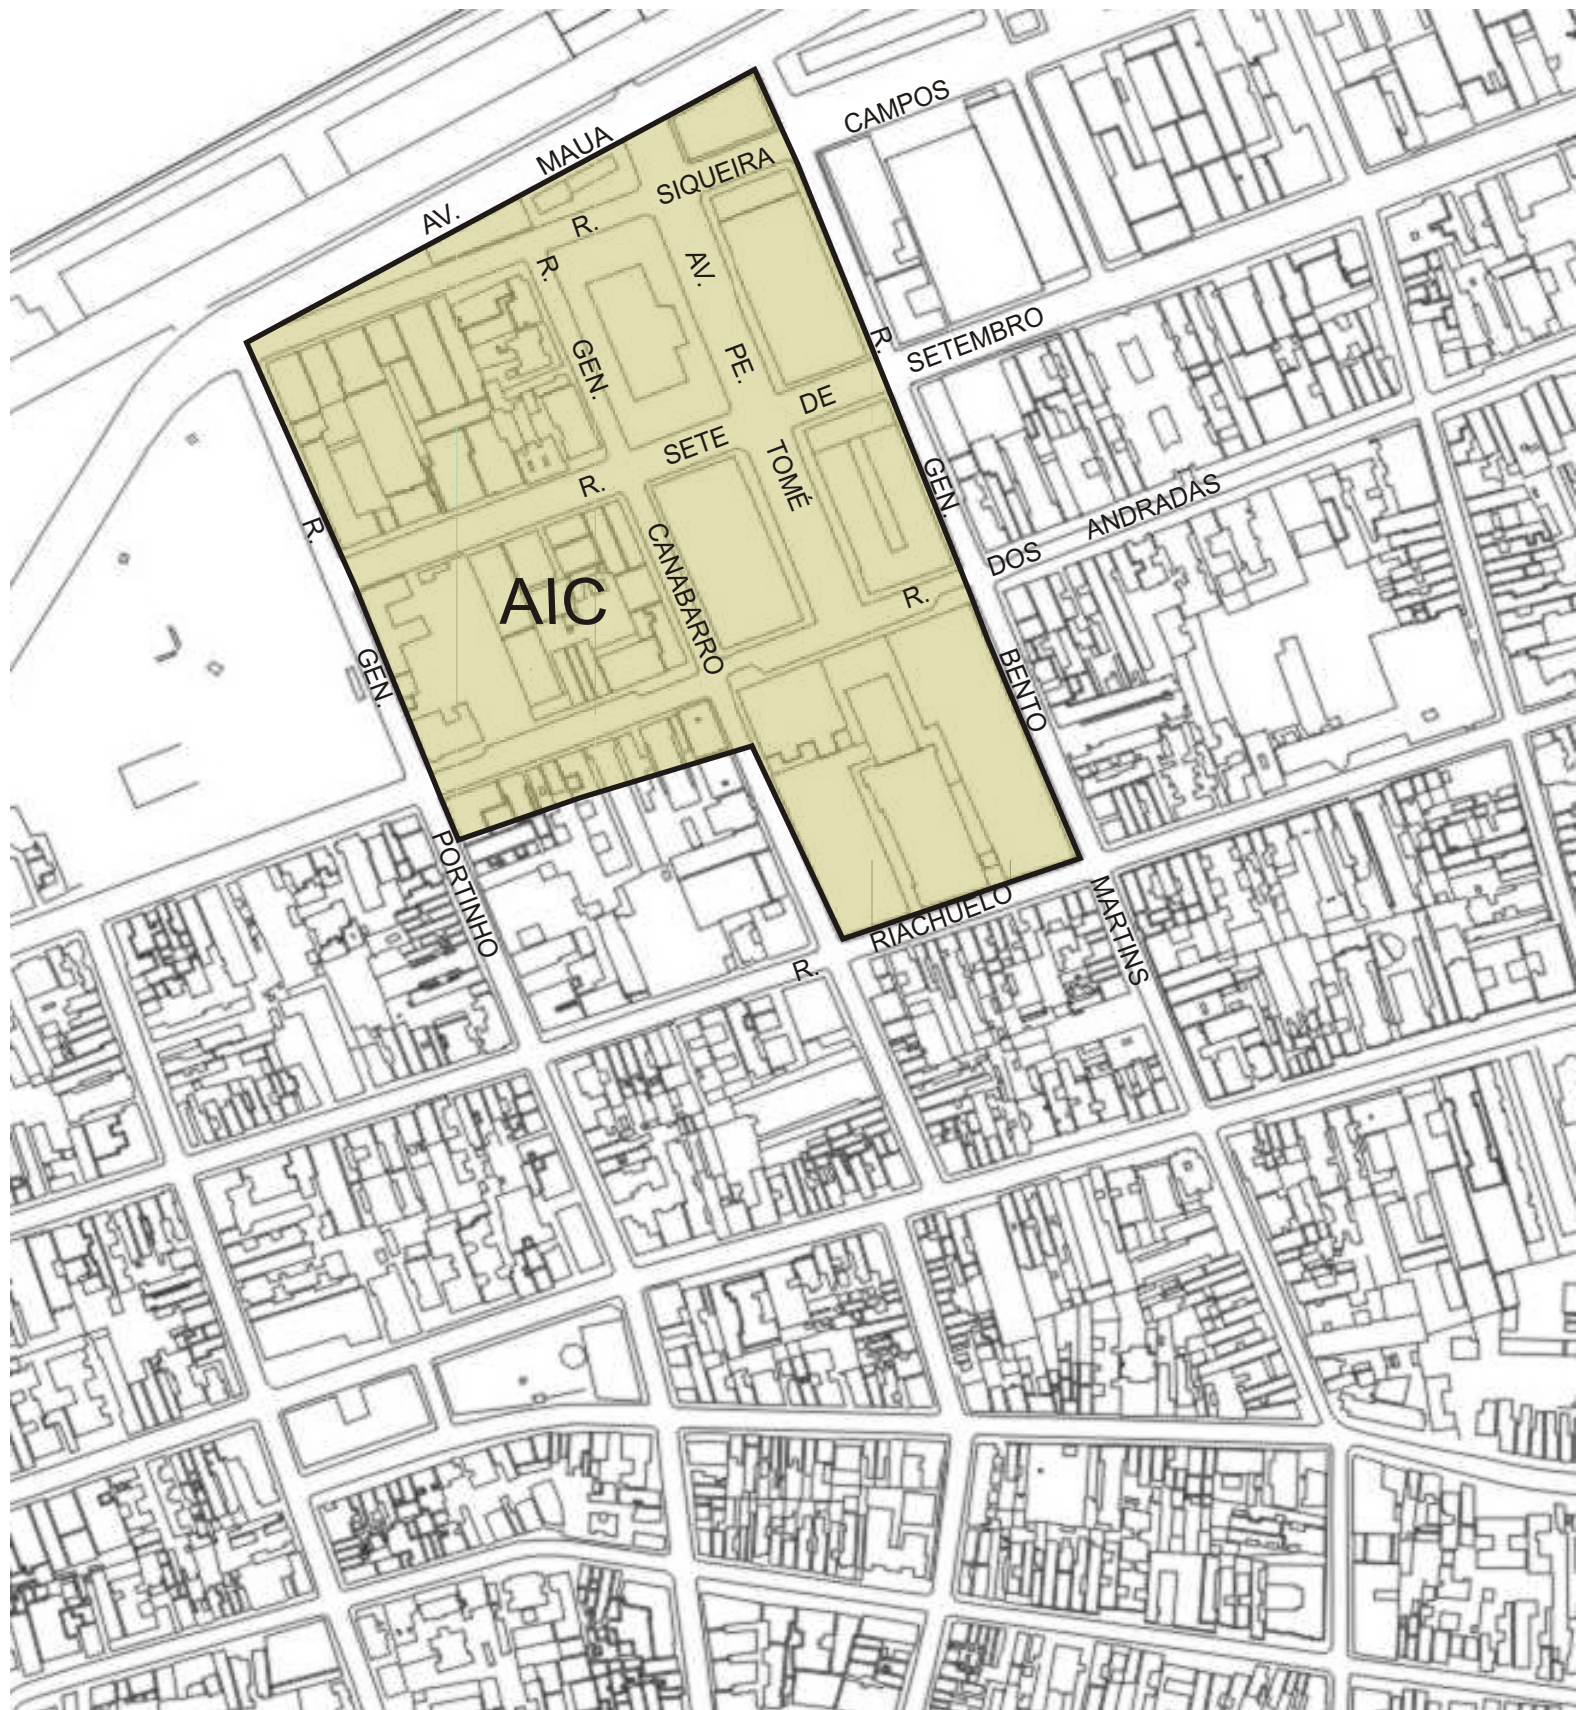 AV. MAUA
R. SIQUEIRA CAMPOS
R. GEN. CANABARRO
AV. PE. TOMÉ
R. SETE DE SETEMBRO
R. GEN. BENTO MARTINS
R. DOS ANDRADAS
AIC
R. GEN. PORTINHO
R. RIACHUELO